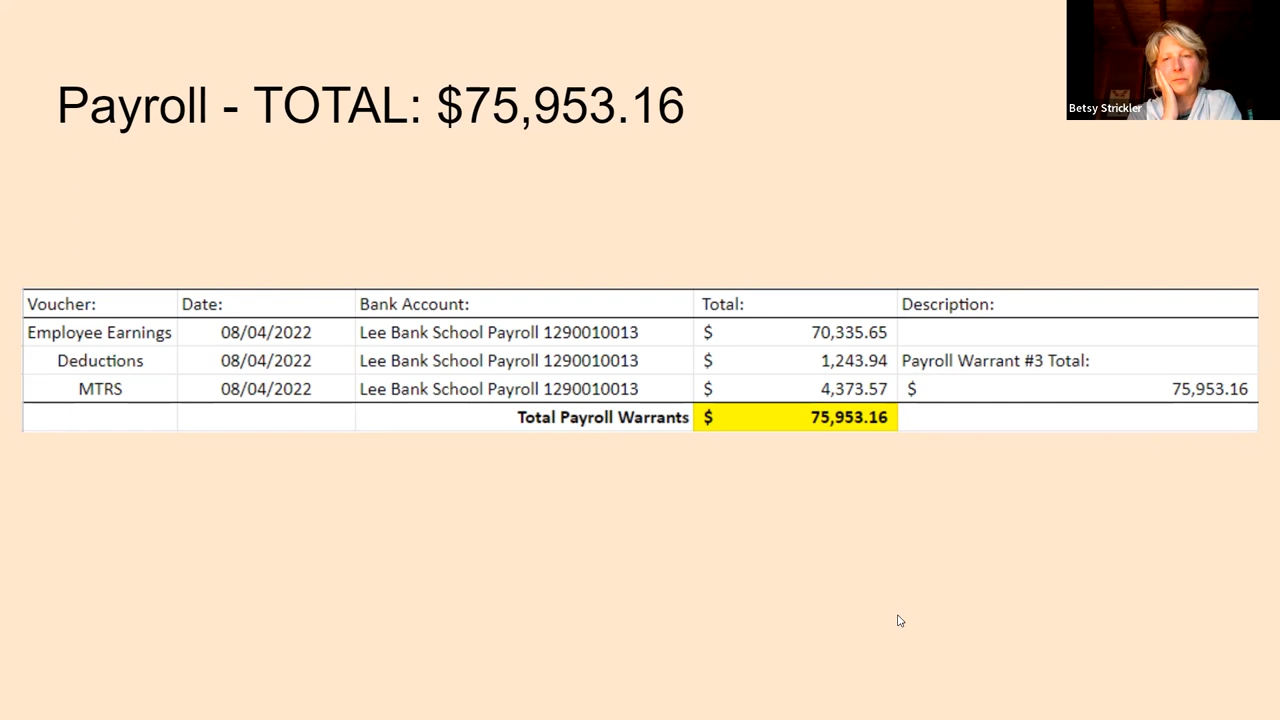 Payroll - TOTAL: $75,953.16
Betsy Strickler
Voucher: Date: Bank Account: Total: Description:
Employee Earnings 08/04/2022 Lee Bank School Payroll 1290010013 $ 70,335.65
Deductions 08/04/2022 Lee Bank School Payroll 1290010013 $ 1,243.94 Payroll Warrant #3 Total:
MTRS 08/04/2022 Lee Bank School Payroll 1290010013 $ 4,373.57 $ 75,953.16
Total Payroll Warrants $ 75,953.16